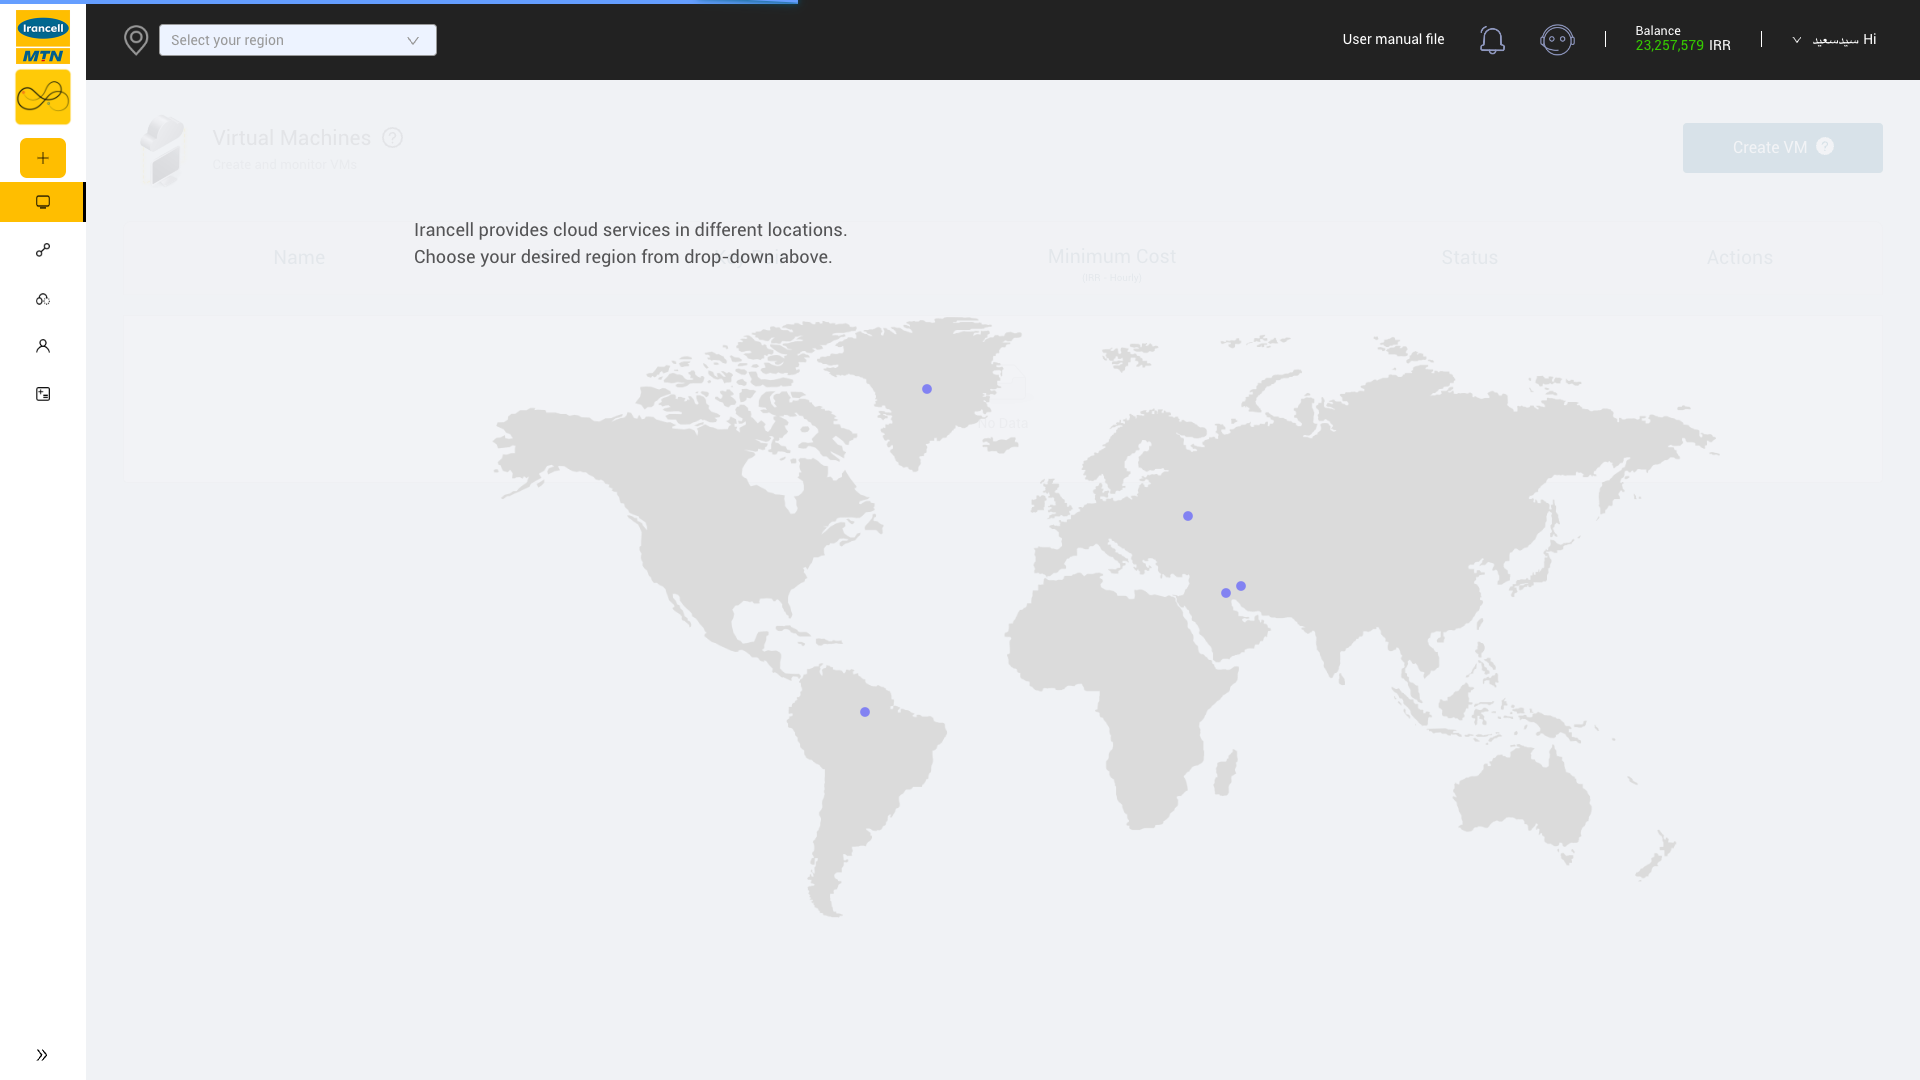 Irancell
MTN
Select your region
User manual file
Balance
23,257,579 IRR
سیدسعید Hi
Virtual Machines
Create and monitor VMs
Create VM
Irancell provides cloud services in different locations.
Choose your desired region from drop-down above.
Name
Minimum Cost
Status
Actions
No Data